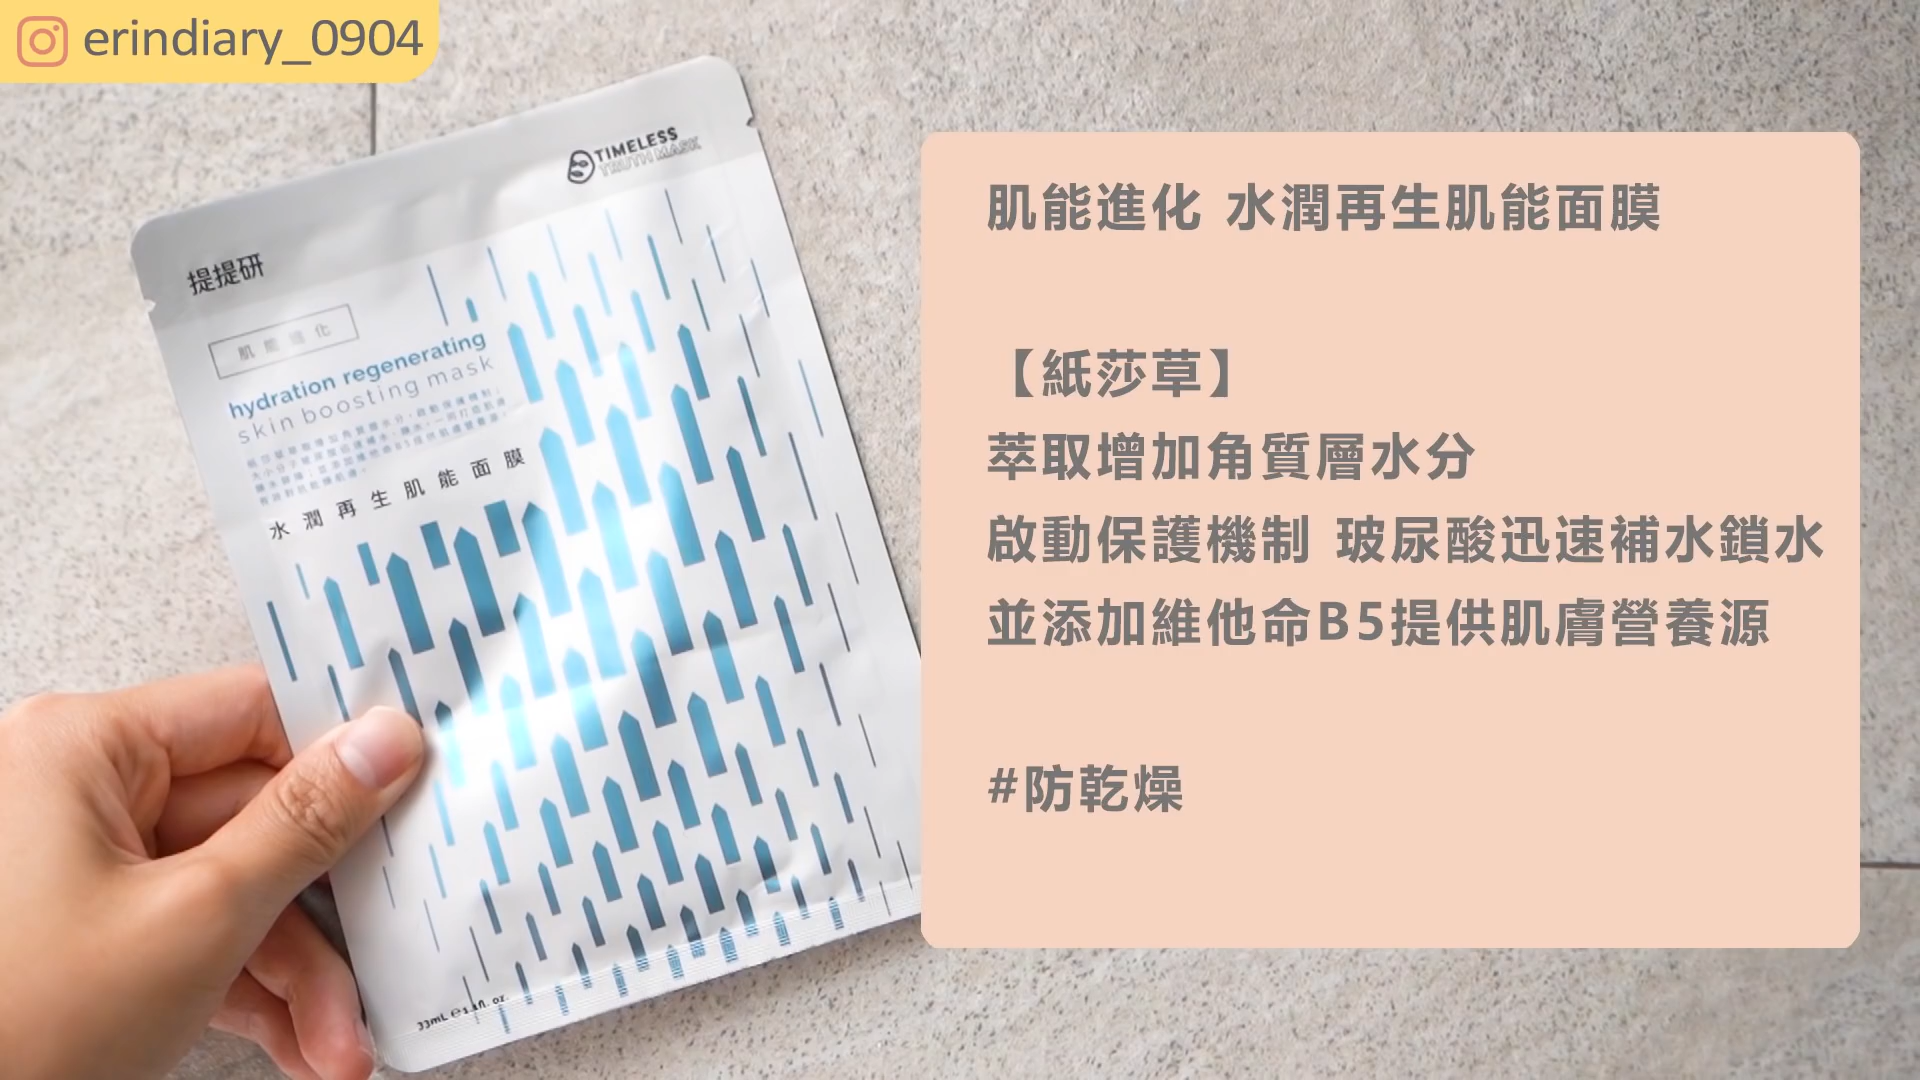 erindiary_0904
TIMELESS
TRUTH MASK
提提研
肌能進化
hydration regenerating
skin boosting mask
水潤再生肌能面膜
33mL e 1.1fl. oz.
肌能進化 水潤再生肌能面膜
【紙莎草】
萃取增加角質層水分
啟動保護機制 玻尿酸迅速補水鎖水
並添加維他命B5提供肌膚營養源
#防乾燥